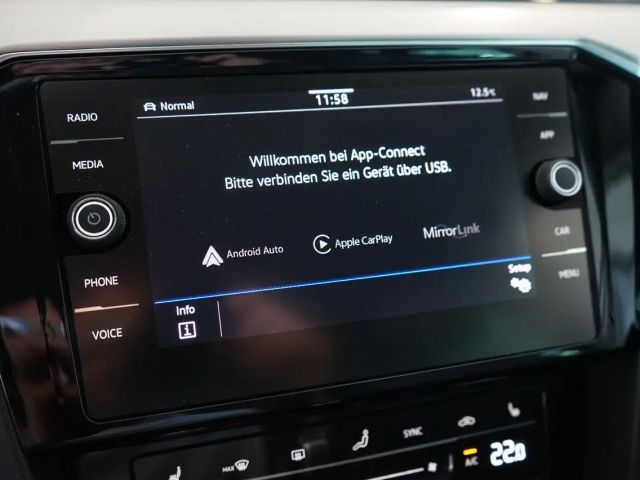 RADIO
MEDIA
PHONE
VOICE
Normal
11:58
12.5°C
Willkommen bei App-Connect
Bitte verbinden Sie ein Gerät über USB.
Android Auto
Apple CarPlay
MirrorLink
Setup
Info
i
NAV
APP
CAR
MENU
MAX
SYNC
A/C
22.0